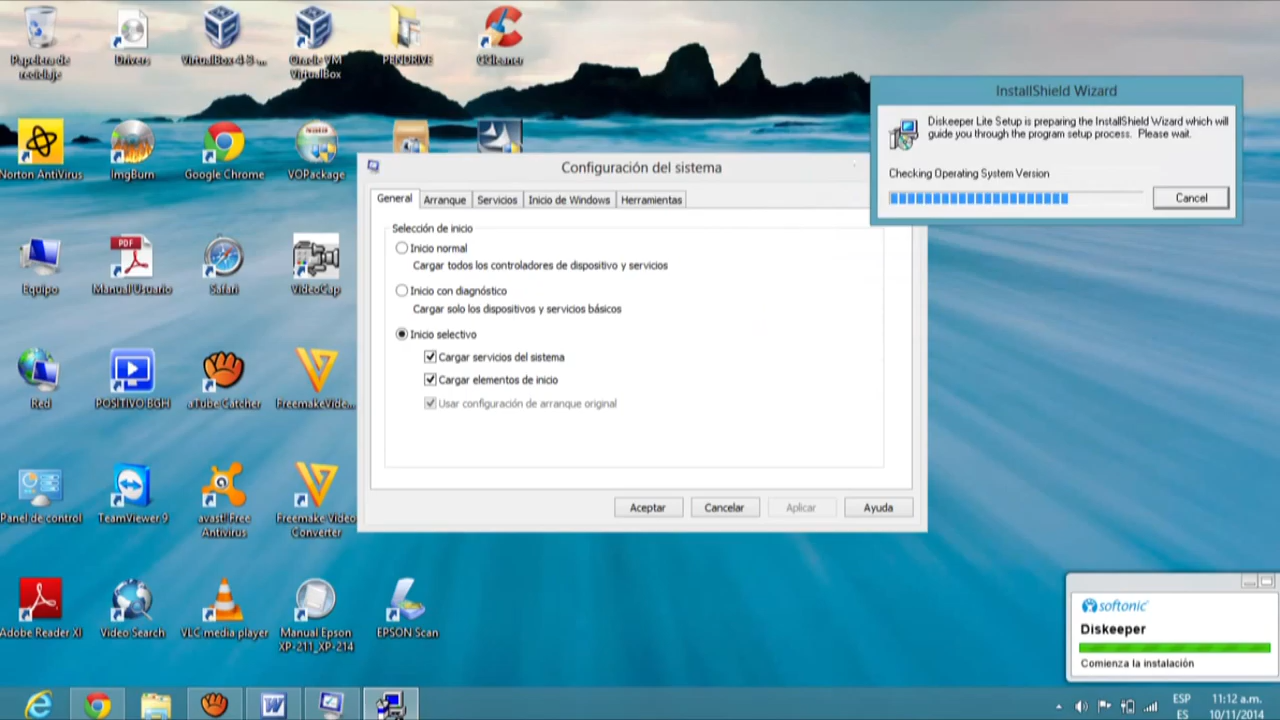 Papelera de
reciclaje
Drivers
VirtualBox 4-3-...
Oracle VM
VirtualBox
PENDRIVE
CCleaner
Norton AntiVirus
ImgBurn
Google Chrome
VOPackage
Equipo
Manual Usuario
Safari
VideoCap
Red
POSITIVO BGH
aTube Catcher
FreemakeVide...
Panel de control
TeamViewer 9
avast! Free
Antivirus
Freemake Video
Converter
Adobe Reader XI
Video Search
VLC media player
Manual Epson
XP-211_XP-214
EPSON Scan
PDF
Configuración del sistema
General
Arranque
Servicios
Inicio de Windows
Herramientas
Selección de inicio
Inicio normal
Cargar todos los controladores de dispositivo y servicios
Inicio con diagnóstico
Cargar solo los dispositivos y servicios básicos
Inicio selectivo
Cargar servicios del sistema
Cargar elementos de inicio
Usar configuración de arranque original
Aceptar
Cancelar
Aplicar
Ayuda
InstallShield Wizard
Diskeeper Lite Setup is preparing the InstallShield Wizard which will
guide you through the program setup process. Please wait.
Checking Operating System Version
Cancel
softonic
Diskeeper
Comienza la instalación
ESP
ES
11:12 a.m.
10/11/2014